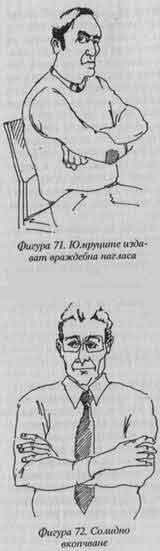 Фигура 71. Юмруците изда-
ват враждебна нагласа
Фигура 72. Солидно
вкопчване